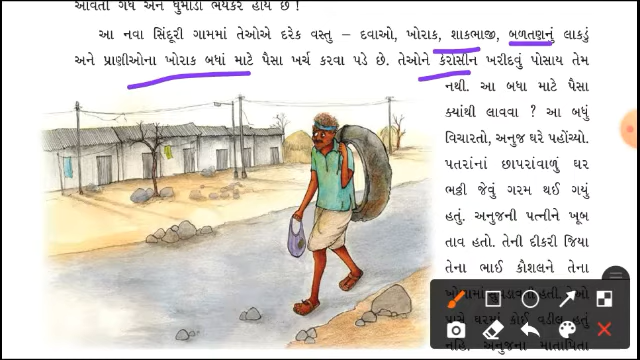 આવતી ગંધ અને ધુમાડો ભયંકર હોય છે !
આ નવા સિંદૂરી ગામમાં તેઓએ દરેક વસ્તુ – દવાઓ, ખોરાક, શાકભાજી, બળતણનું લાકડું
અને પ્રાણીઓના ખોરાક બધાં માટે પૈસા ખર્ચ કરવા પડે છે. તેઓને કેરોસીન ખરીદવું પોસાય તેમ
નથી. આ બધા માટે પૈસા
ક્યાંથી લાવવા ? આ બધું
વિચારતો, અનુજ ઘરે પહોંચ્યો.
પતરાંનાં છાપરાંવાળું ઘર
ભઠ્ઠી જેવું ગરમ થઈ ગયું
હતું. અનુજની પત્નીને ખૂબ
તાવ હતો. તેની દીકરી જિયા
તેના ભાઈ કૌશલને તેના